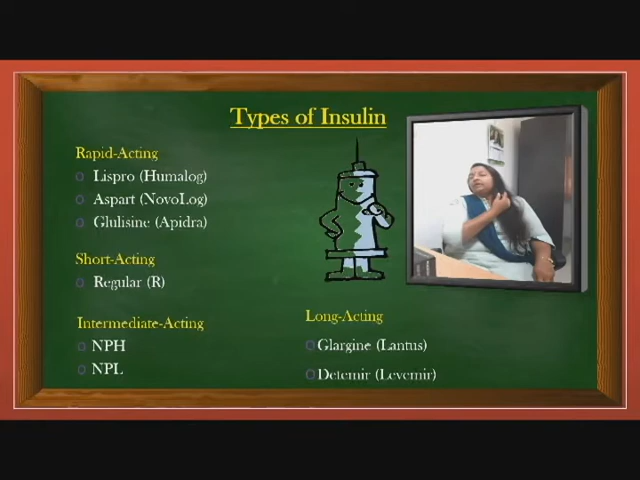 Types of Insulin
Rapid-Acting
Lispro (Humalog)
Aspart (NovoLog)
Glulisine (Apidra)
Short-Acting
Regular (R)
Intermediate-Acting
NPH
NPL
Long-Acting
Glargine (Lantus)
Detemir (Levemir)